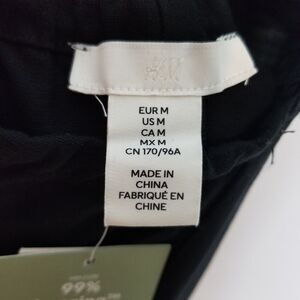 H&M
EUR M
US M
CA M
MX M
CN 170/96A
MADE IN
CHINA
FABRIQUÉ EN
CHINE
99%